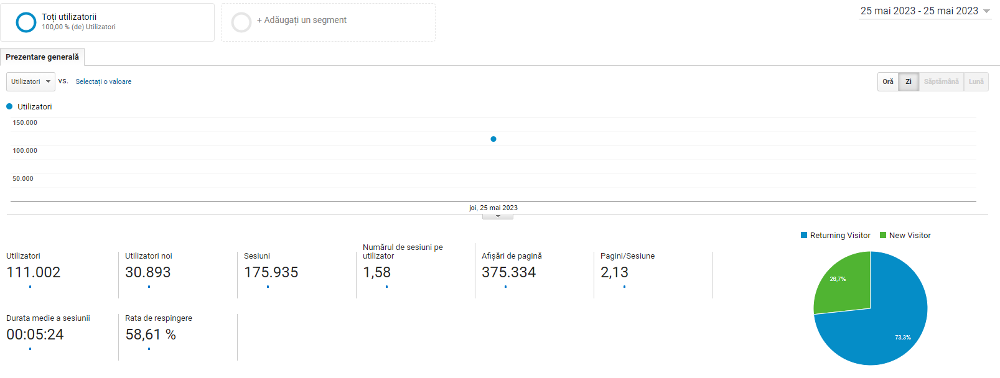 Toți utilizatorii
100,00 % (de) Utilizatori
+ Adăugați un segment
25 mai 2023 - 25 mai 2023
Prezentare generală
Utilizatori
vs.
Selectați o valoare
Oră
Zi
Săptămână
Lună
Utilizatori
150.000
100.000
50.000
joi, 25 mai 2023
Utilizatori
111.002
Utilizatori noi
30.893
Sesiuni
175.935
Numărul de sesiuni pe
utilizator
1,58
Afișări de pagină
375.334
Pagini/Sesiune
2,13
Durata medie a sesiunii
00:05:24
Rata de respingere
58,61 %
Returning Visitor
New Visitor
26,7%
73,3%